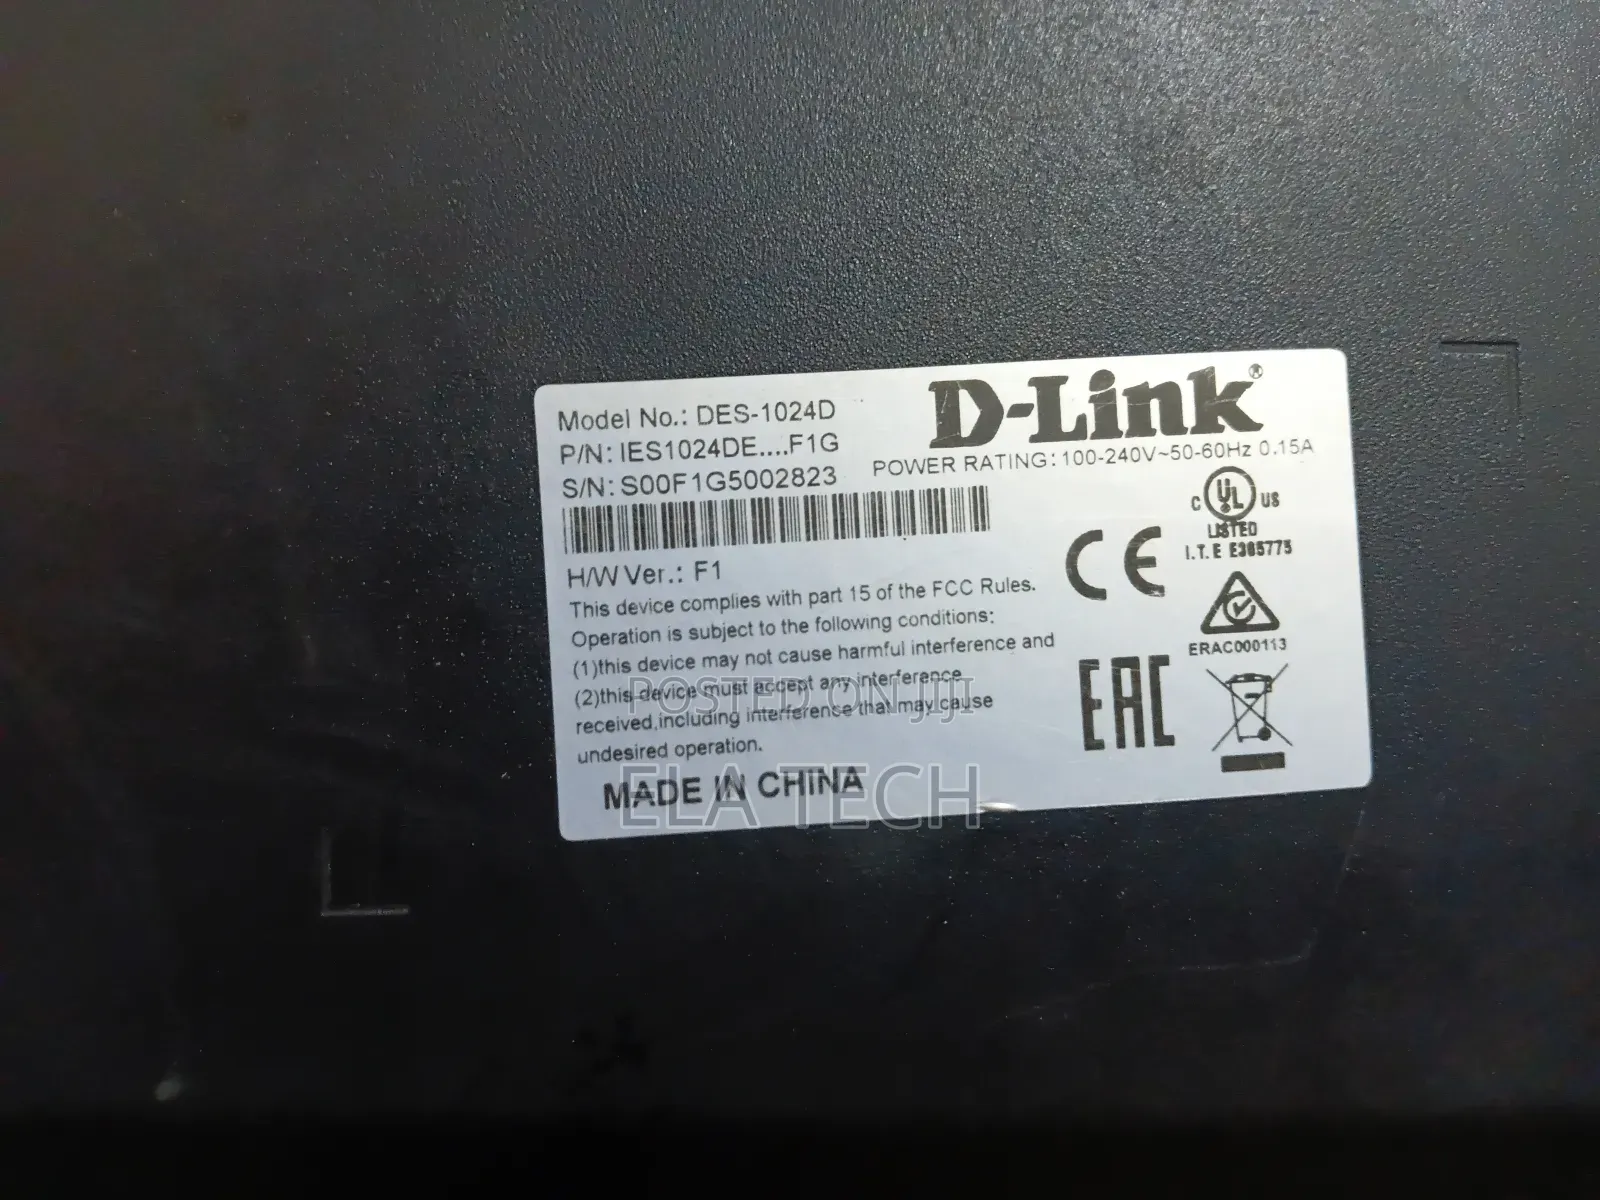 Model No.: DES-1024D
P/N: IES1024DE....F1G
S/N: S00F1G5002823
D-Link®
POWER RATING: 100-240V~50-60Hz 0.15A
H/W Ver.: F1
This device complies with part 15 of the FCC Rules.
Operation is subject to the following conditions:
(1)this device may not cause harmful interference and
(2)this device must accept any interference
received,including interference that may cause
undesired operation.
MADE IN CHINA
C UL US
LISTED
I.T.E E365775
CE
ERAC000113
EAC
POSTED ON JIJI
ELA TECH